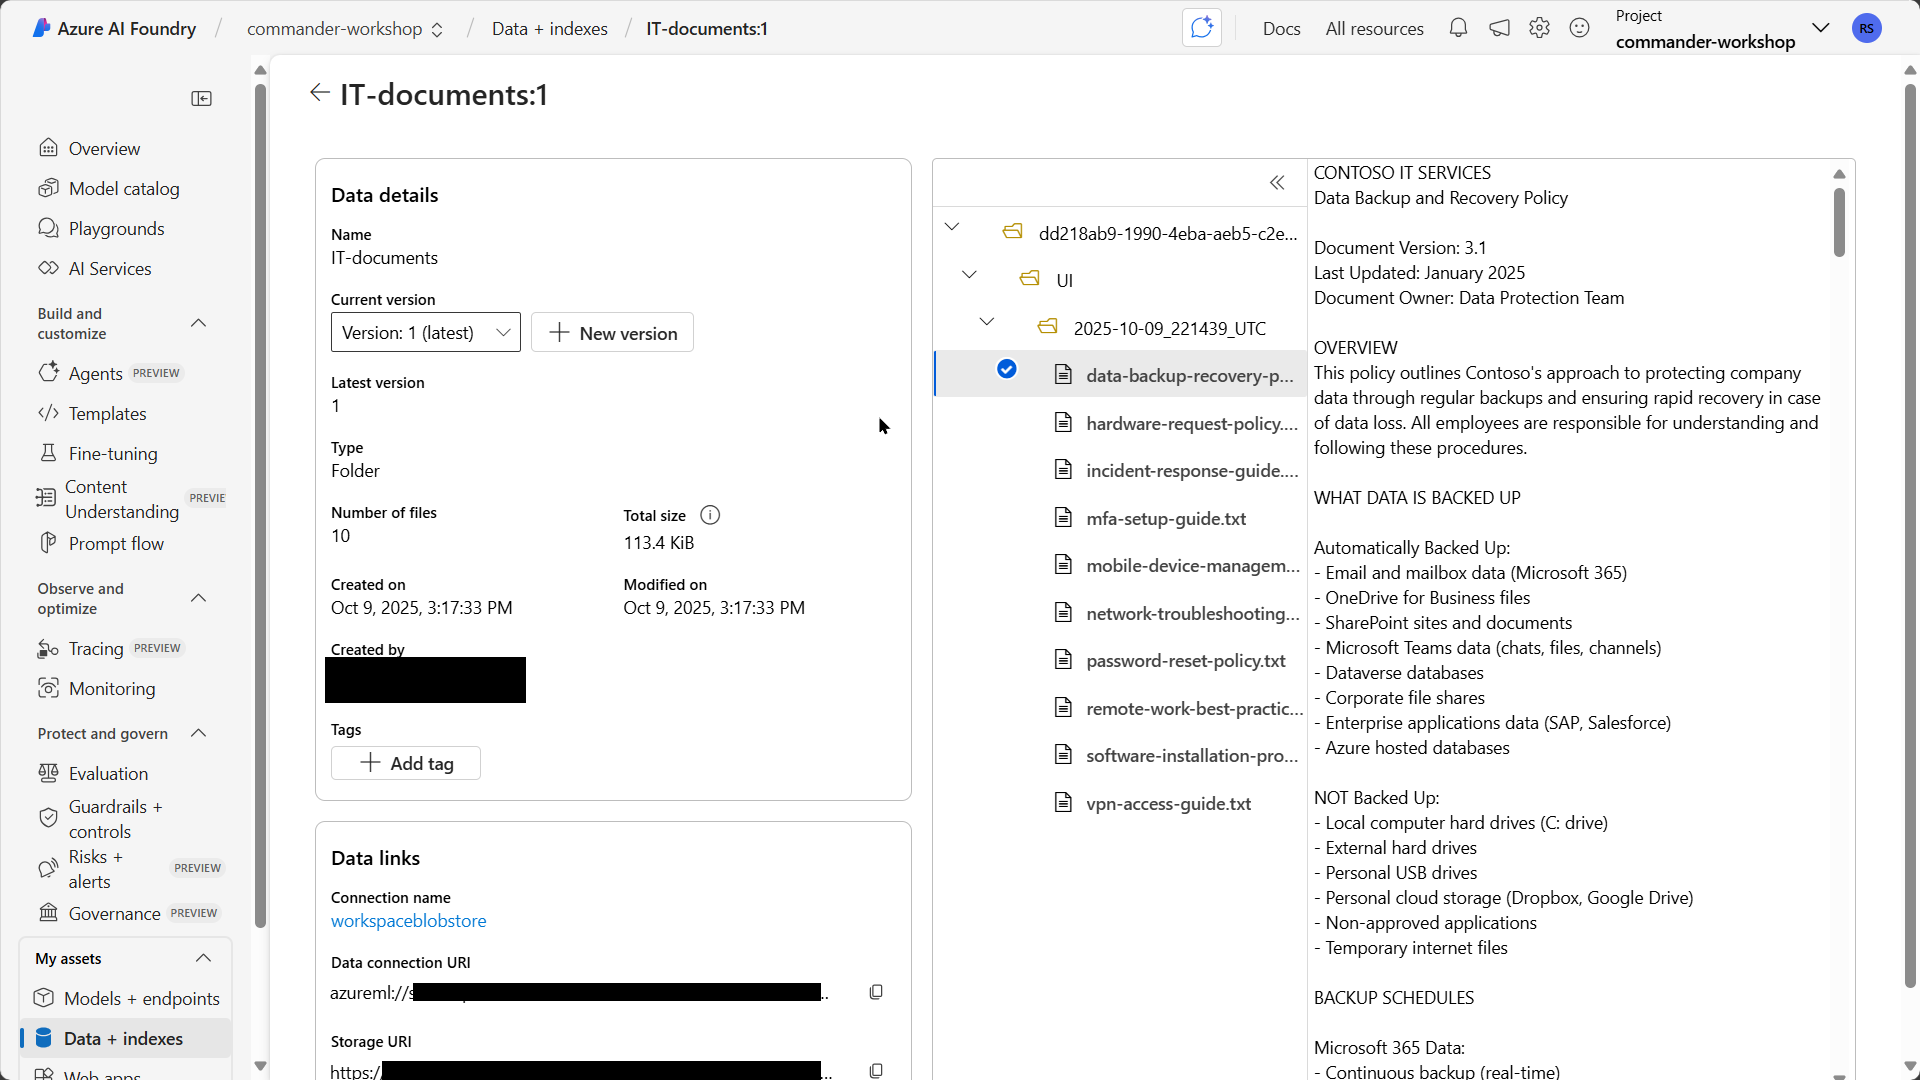 Azure AI Foundry / commander-workshop / Data + indexes / IT-documents:1
Docs
All resources
Project
commander-workshop
RS
Overview
Model catalog
Playgrounds
AI Services
Build and
customize
Agents PREVIEW
Templates
Fine-tuning
Content
Understanding PREVIE
Prompt flow
Observe and
optimize
Tracing PREVIEW
Monitoring
Protect and govern
Evaluation
Guardrails +
controls
Risks +
alerts PREVIEW
Governance PREVIEW
My assets
Models + endpoints
Data + indexes
Web apps
IT-documents:1
Data details
Name
IT-documents
Current version
Version: 1 (latest)
New version
Latest version
1
Type
Folder
Number of files
10
Total size
113.4 KiB
Created on
Oct 9, 2025, 3:17:33 PM
Modified on
Oct 9, 2025, 3:17:33 PM
Created by
Tags
Add tag
Data links
Connection name
workspaceblobstore
Data connection URI
azureml://s ..
Storage URI
https:/ ...
dd218ab9-1990-4eba-aeb5-c2e...
UI
2025-10-09_221439_UTC
data-backup-recovery-p...
hardware-request-policy....
incident-response-guide....
mfa-setup-guide.txt
mobile-device-managem...
network-troubleshooting...
password-reset-policy.txt
remote-work-best-practic...
software-installation-pro...
vpn-access-guide.txt
CONTOSO IT SERVICES
Data Backup and Recovery Policy
Document Version: 3.1
Last Updated: January 2025
Document Owner: Data Protection Team
OVERVIEW
This policy outlines Contoso's approach to protecting company
data through regular backups and ensuring rapid recovery in case
of data loss. All employees are responsible for understanding and
following these procedures.
WHAT DATA IS BACKED UP
Automatically Backed Up:
- Email and mailbox data (Microsoft 365)
- OneDrive for Business files
- SharePoint sites and documents
- Microsoft Teams data (chats, files, channels)
- Dataverse databases
- Corporate file shares
- Enterprise applications data (SAP, Salesforce)
- Azure hosted databases
NOT Backed Up:
- Local computer hard drives (C: drive)
- External hard drives
- Personal USB drives
- Personal cloud storage (Dropbox, Google Drive)
- Non-approved applications
- Temporary internet files
BACKUP SCHEDULES
Microsoft 365 Data:
- Continuous backup (real-time)